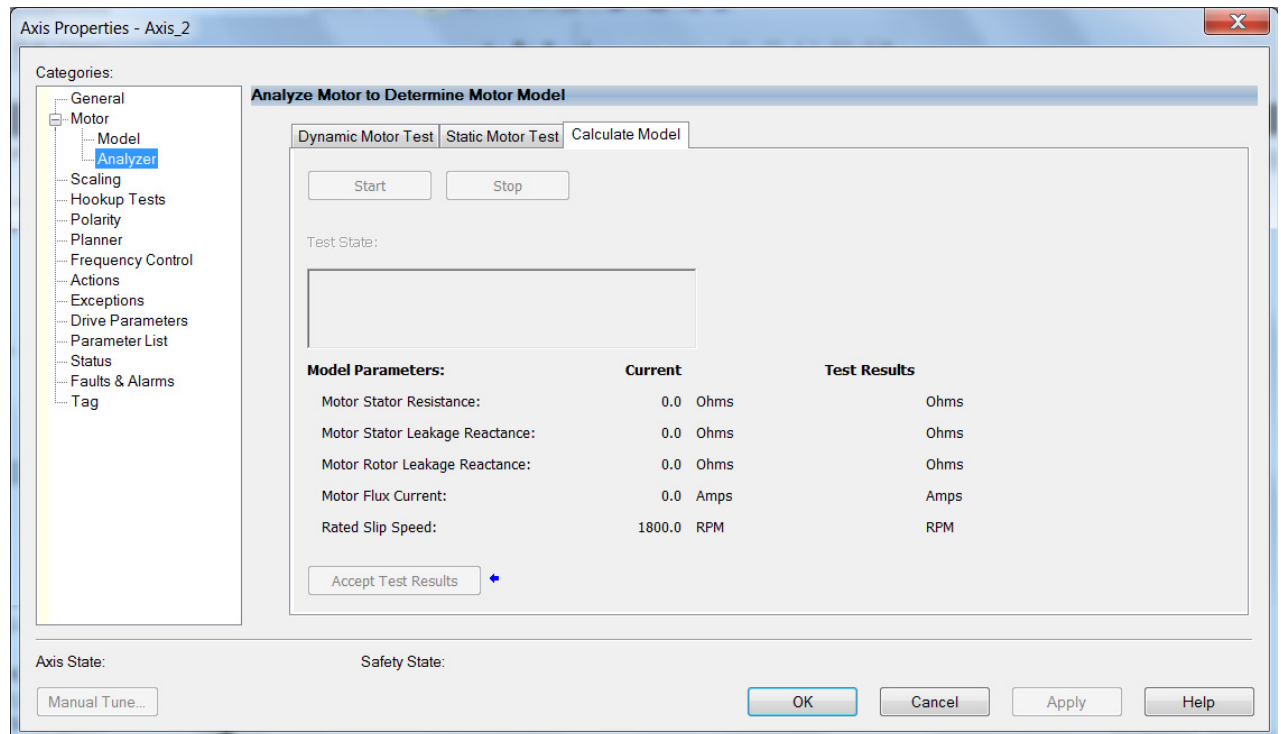 Axis Properties - Axis_2
X
Categories:
General
Motor
Model
Analyzer
Scaling
Hookup Tests
Polarity
Planner
Frequency Control
Actions
Exceptions
Drive Parameters
Parameter List
Status
Faults & Alarms
Tag
Analyze Motor to Determine Motor Model
Dynamic Motor Test Static Motor Test Calculate Model
Start Stop
Test State:
Model Parameters: Current Test Results
Motor Stator Resistance: 0.0 Ohms Ohms
Motor Stator Leakage Reactance: 0.0 Ohms Ohms
Motor Rotor Leakage Reactance: 0.0 Ohms Ohms
Motor Flux Current: 0.0 Amps Amps
Rated Slip Speed: 1800.0 RPM RPM
Accept Test Results
Axis State: Safety State:
Manual Tune... OK Cancel Apply Help